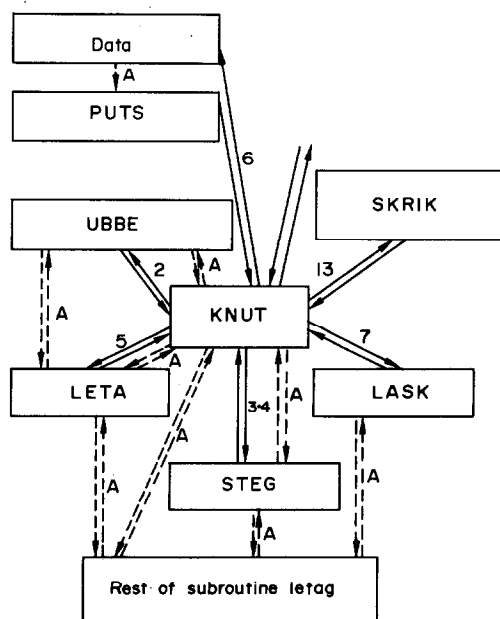 Data
A
PUTS
6
UBBE
SKRIK
2
A
13
A
KNUT
5
A
7
LETA
A
3-4
A
LASK
A
STEG
A
A
Rest of subroutine letag